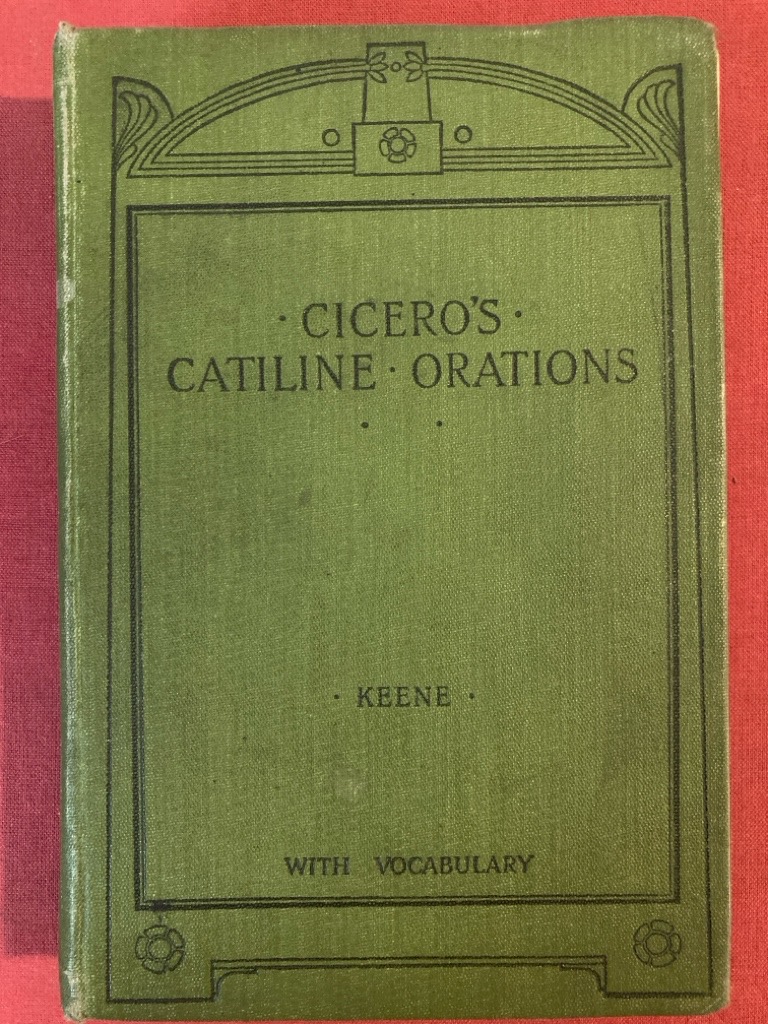 · CICERO'S ·
CATILINE · ORATIONS
· KEENE ·
WITH VOCABULARY